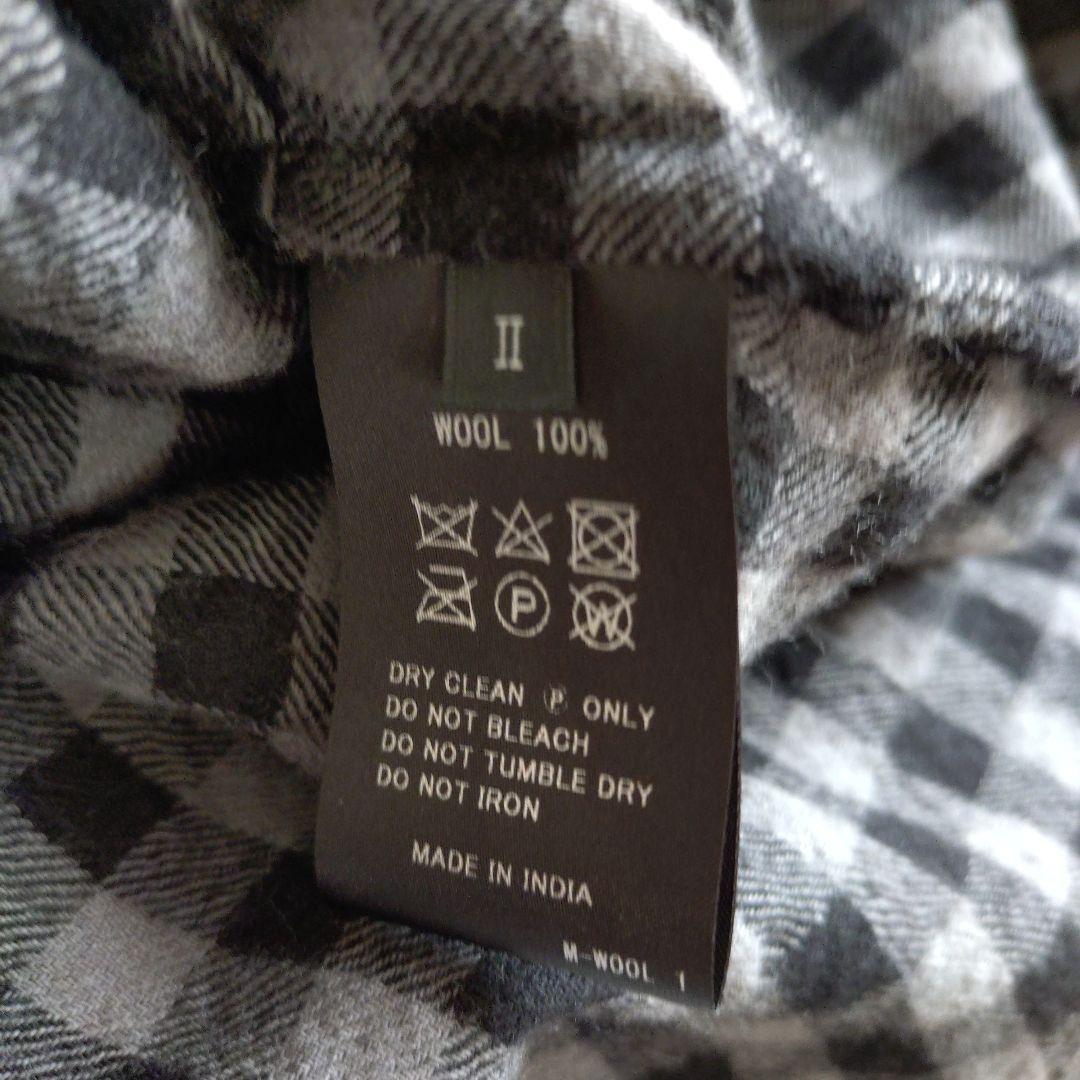 II
WOOL 100%
P W
DRY CLEAN Ⓟ ONLY
DO NOT BLEACH
DO NOT TUMBLE DRY
DO NOT IRON
MADE IN INDIA
M-WOOL 1